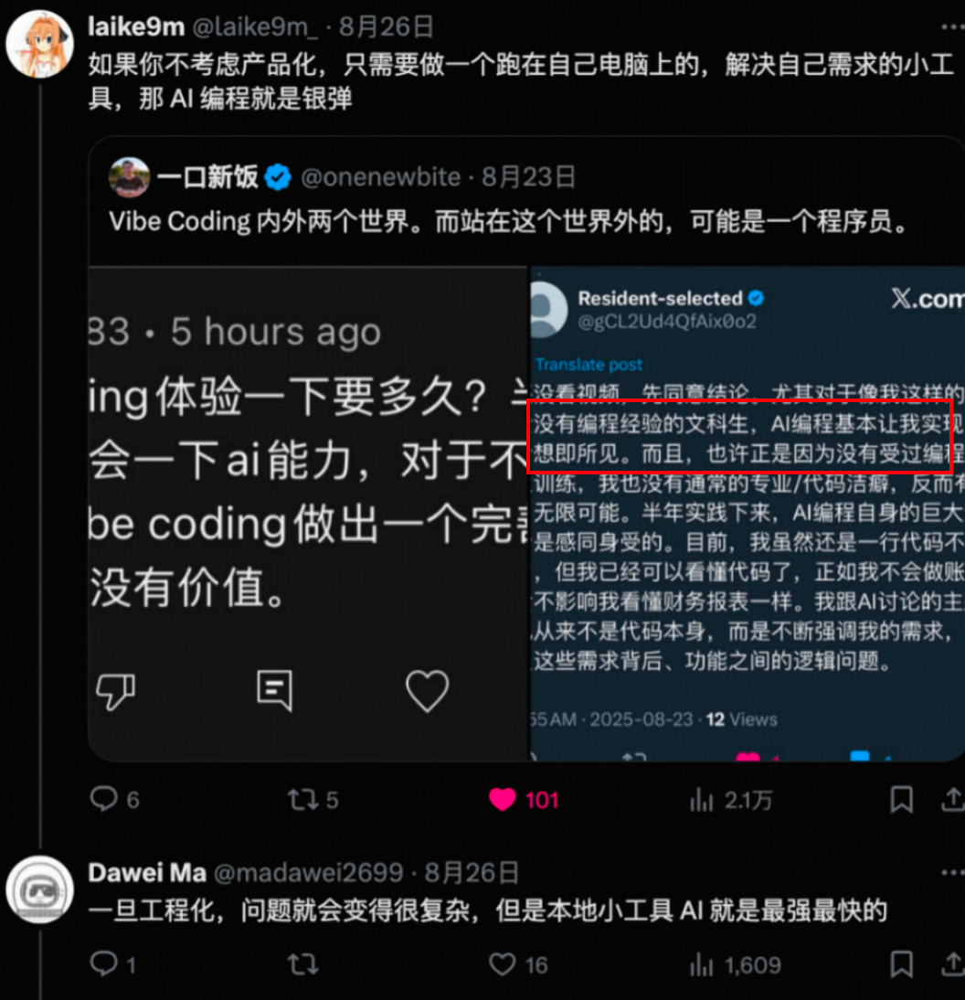 laike9m @laike9m_ · 8月26日
如果你不考虑产品化，只需要做一个跑在自己电脑上的，解决自己需求的小工
具，那 AI 编程就是银弹
一口新饭 @onenewbite · 8月23日
Vibe Coding 内外两个世界。而站在这个世界外的，可能是一个程序员。
83 • 5 hours ago
ing体验一下要多久？
会一下ai能力，对于不
be coding做出一个完
没有价值。
Resident-selected
@gCL2Ud4QfAix0o2
X.com
Translate post
没看视频，先同意结论。尤其对于像我这样的
没有编程经验的文科生，AI编程基本让我实现
想即所见。而且，也许正是因为没有受过编程
训练，我也没有通常的专业/代码洁癖，反而有
无限可能。半年实践下来，AI编程自身的巨大
是感同身受的。目前，我虽然还是一行代码不
，但我已经可以看懂代码了，正如我不会做账
不影响我看懂财务报表一样。我跟AI讨论的主
从来不是代码本身，而是不断强调我的需求，
这些需求背后、功能之间的逻辑问题。
55 AM · 2025-08-23 · 12 Views
6 5 101 2.1万
Dawei Ma @madawei2699 · 8月26日
一旦工程化，问题就会变得很复杂，但是本地小工具 AI 就是最强最快的
1 16 1,609